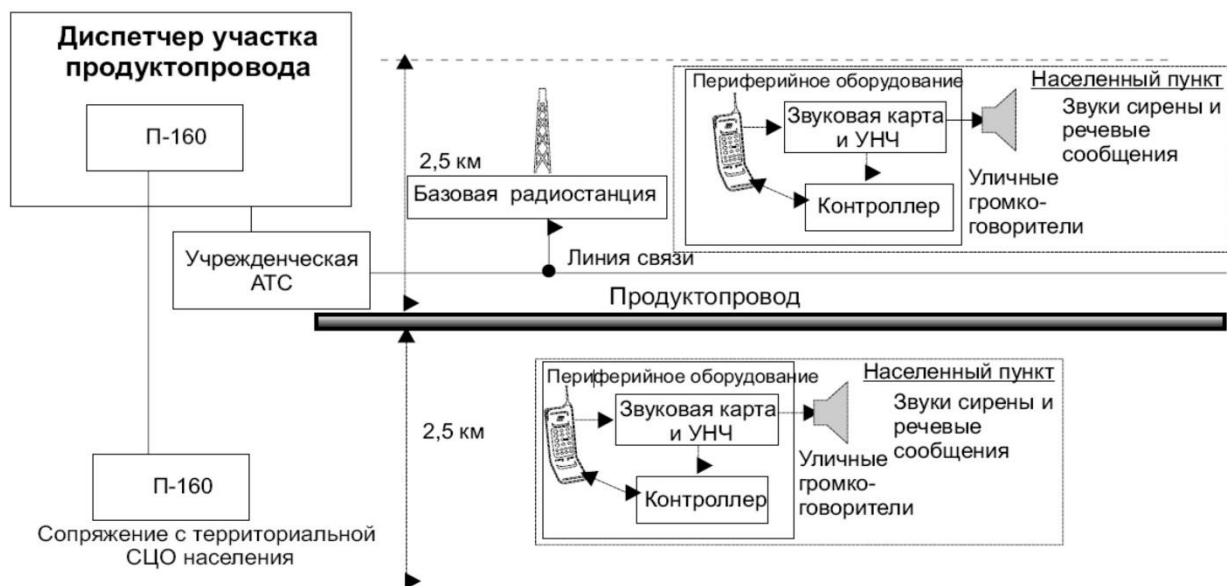 Диспетчер участка
продуктопровода
П-160
Учрежденческая
АТС
П-160
Сопряжение с территориальной
СЦО населения
2,5 км
Базовая радиостанция
Линия связи
Продуктопровод
Периферийное оборудование
Звуковая карта
и УНЧ
Контроллер
Населенный пункт
Звуки сирены и
речевые
сообщения
Уличные
громко-
говорители
2,5 км
Периферийное оборудование
Звуковая карта
и УНЧ
Контроллер
Населенный пункт
Звуки сирены и
речевые
сообщения
Уличные
громко-
говорители